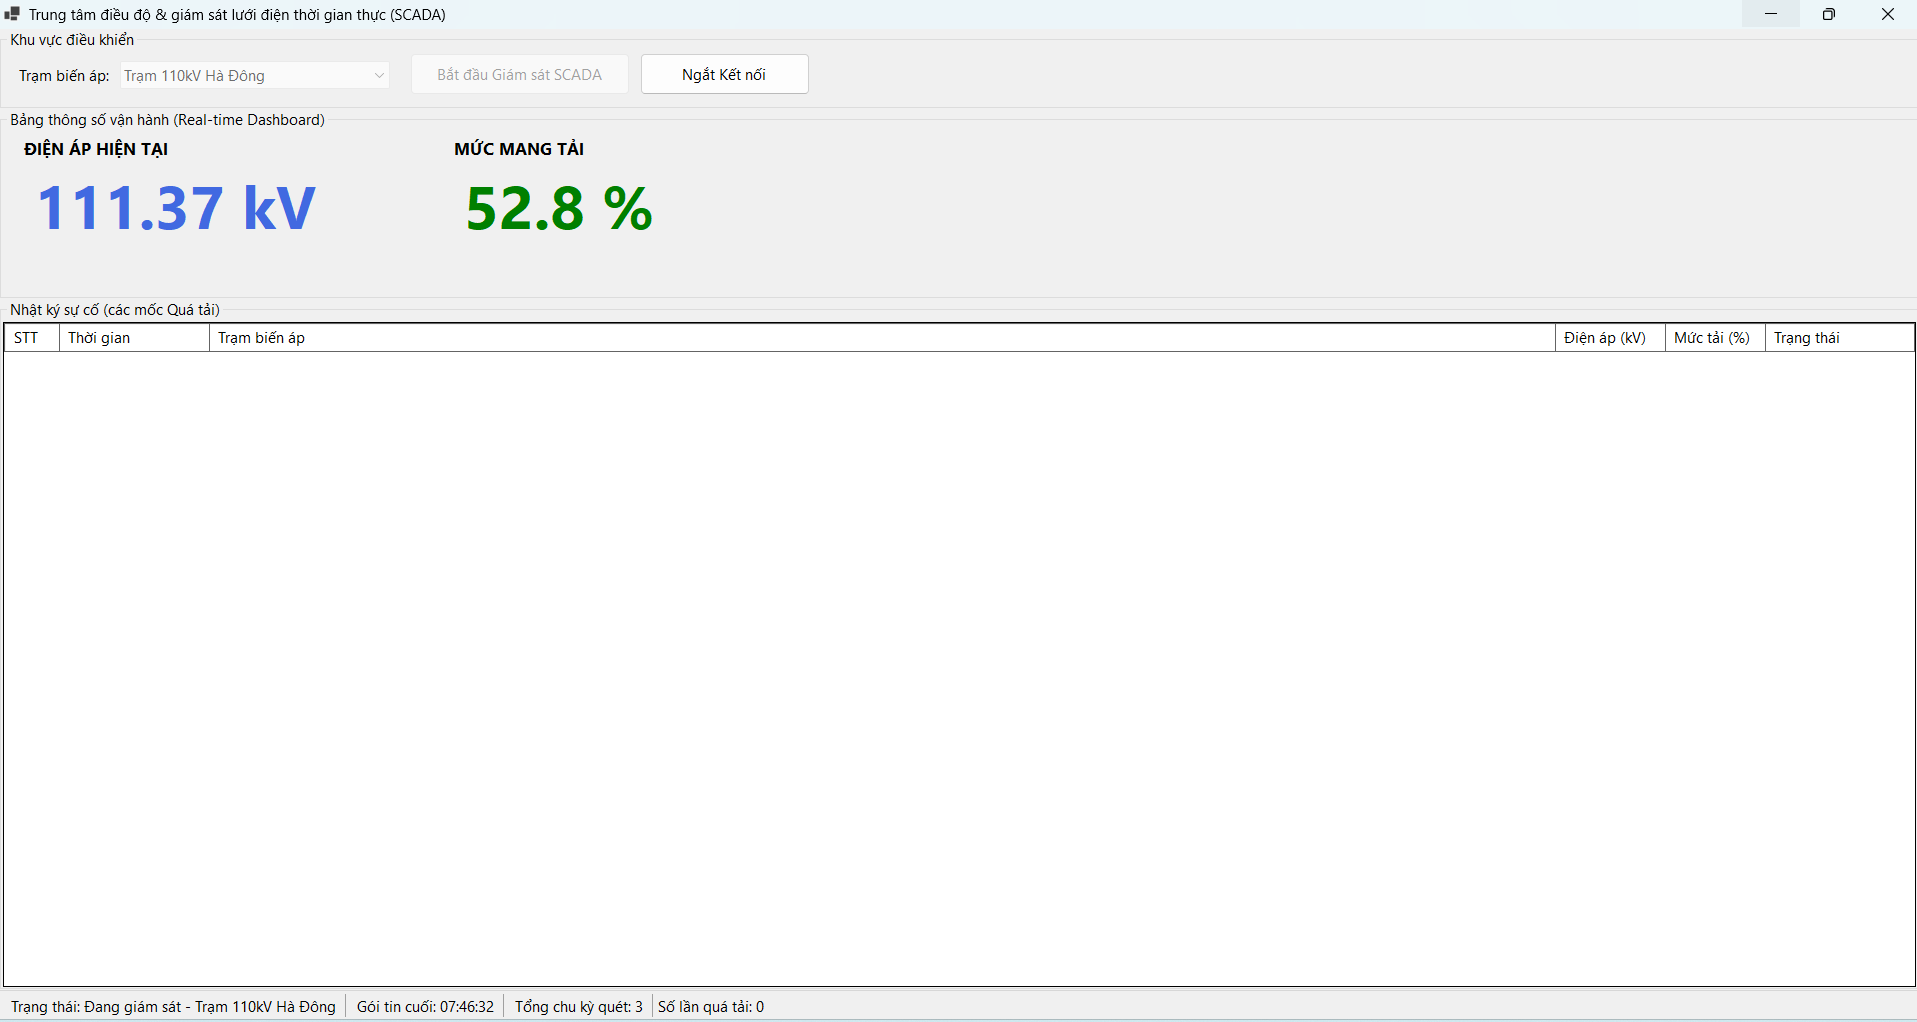 Trung tâm điều độ & giám sát lưới điện thời gian thực (SCADA)
Khu vực điều khiển
Trạm biến áp: Trạm 110kV Hà Đông Bắt đầu Giám sát SCADA Ngắt Kết nối
Bảng thông số vận hành (Real-time Dashboard)
ĐIỆN ÁP HIỆN TẠI MỨC MANG TẢI
111.37 kV 52.8 %
Nhật ký sự cố (các mốc Quá tải)
STT Thời gian Trạm biến áp Điện áp (kV) Mức tải (%) Trạng thái
Trạng thái: Đang giám sát - Trạm 110kV Hà Đông Gói tin cuối: 07:46:32 Tổng chu kỳ quét: 3 Số lần quá tải: 0